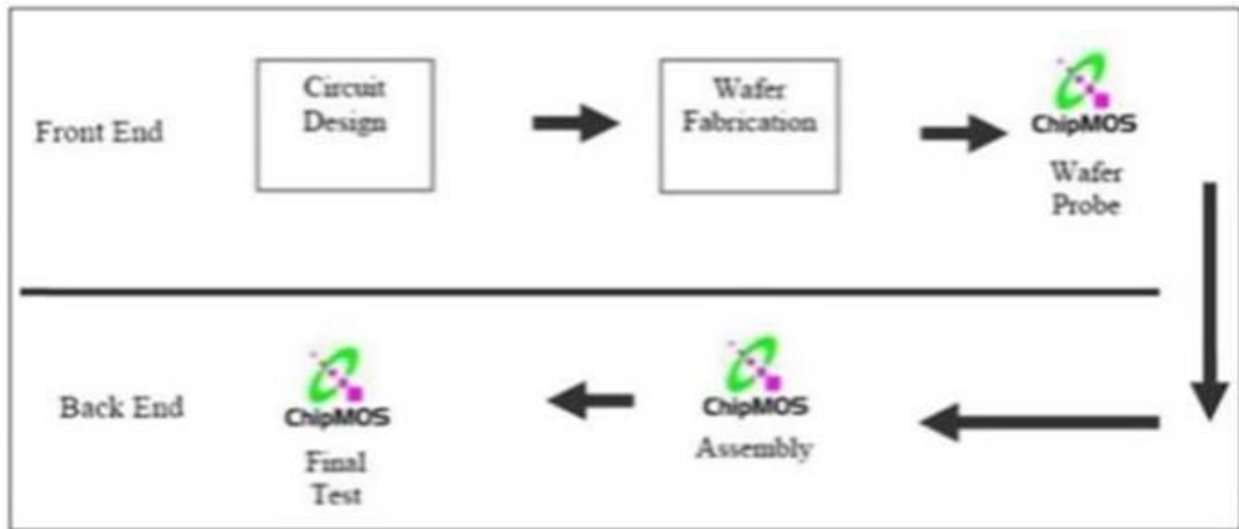 Front End
Circuit
Design
Wafer
Fabrication
ChipMOS
Wafer
Probe
Back End
ChipMOS
Final
Test
ChipMOS
Assembly